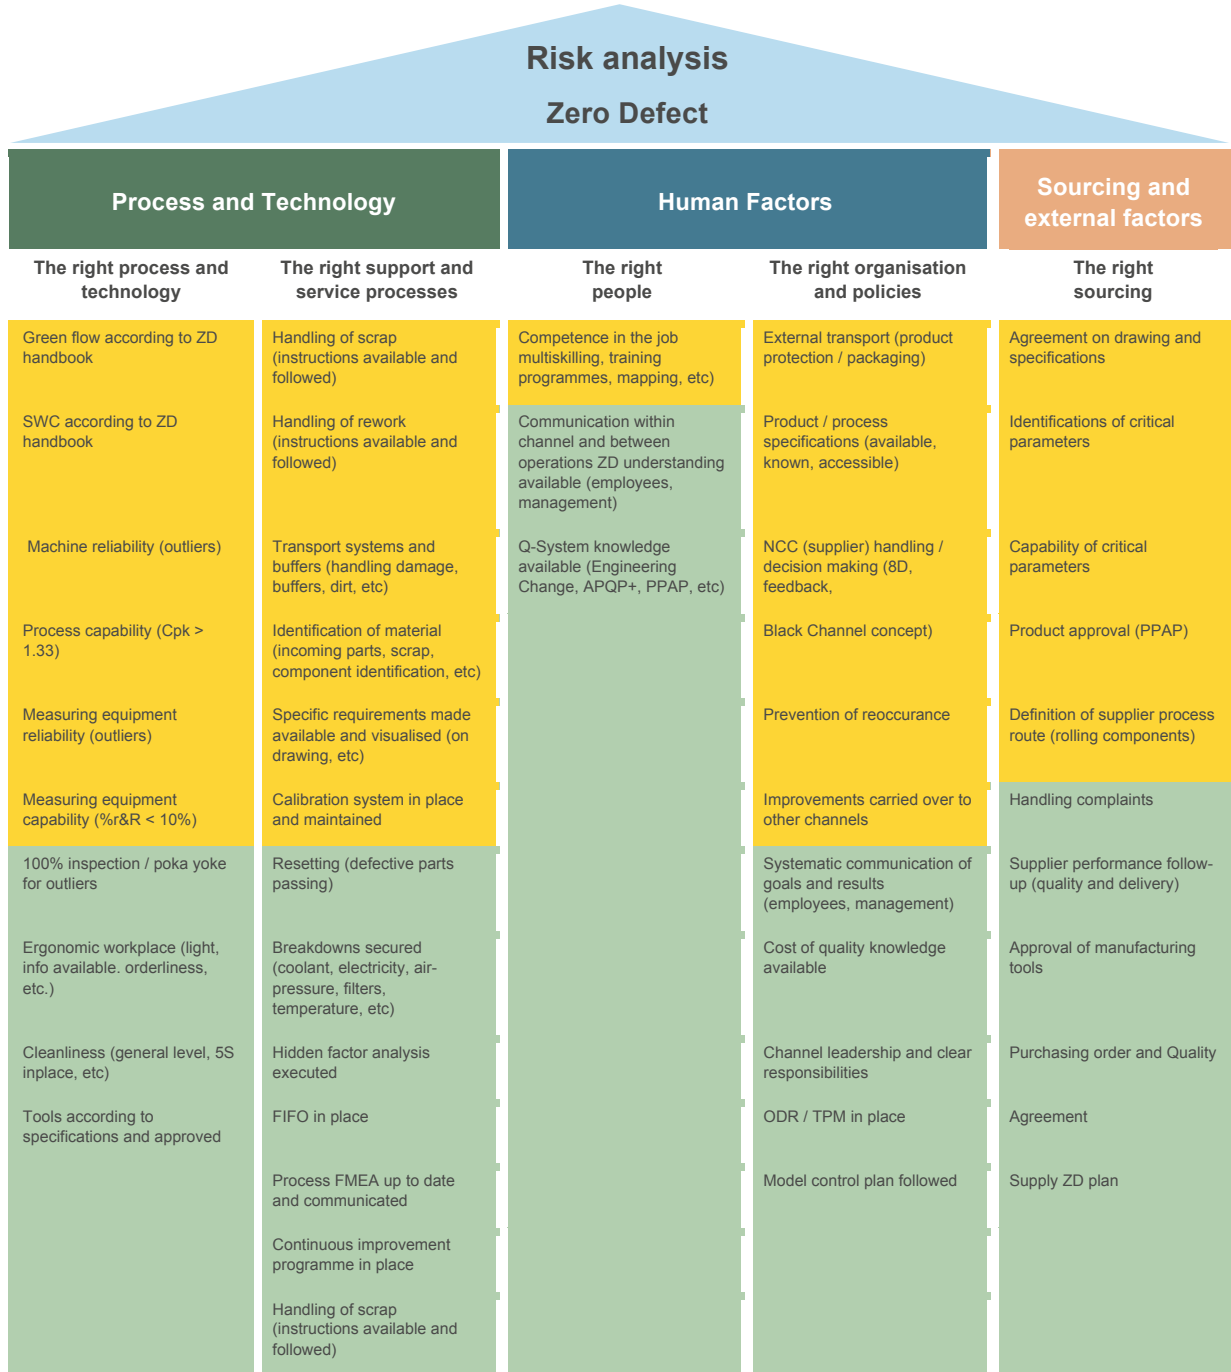 Risk analysis
Zero Defect
Process and Technology
Human Factors
Sourcing and
external factors
The right process and
technology
The right support and
service processes
The right
people
The right organisation
and policies
The right
sourcing
Green flow according to ZD
handbook
SWC according to ZD
handbook
Machine reliability (outliers)
Process capability (Cpk >
1.33)
Measuring equipment
reliability (outliers)
Measuring equipment
capability (%r&R < 10%)
100% inspection / poka yoke
for outliers
Ergonomic workplace (light,
info available. orderliness,
etc.)
Cleanliness (general level, 5S
inplace, etc)
Tools according to
specifications and approved
Handling of scrap
(instructions available and
followed)
Handling of rework
(instructions available and
followed)
Transport systems and
buffers (handling damage,
buffers, dirt, etc)
Identification of material
(incoming parts, scrap,
component identification, etc)
Specific requirements made
available and visualised (on
drawing, etc)
Calibration system in place
and maintained
Resetting (defective parts
passing)
Breakdowns secured
(coolant, electricity, air-
pressure, filters,
temperature, etc)
Hidden factor analysis
executed
FIFO in place
Process FMEA up to date
and communicated
Continuous improvement
programme in place
Handling of scrap
(instructions available and
followed)
Competence in the job
multiskilling, training
programmes, mapping, etc)
Communication within
channel and between
operations ZD understanding
available (employees,
management)
Q-System knowledge
available (Engineering
Change, APQP+, PPAP, etc)
External transport (product
protection / packaging)
Product / process
specifications (available,
known, accessible)
NCC (supplier) handling /
decision making (8D,
feedback,
Black Channel concept)
Prevention of reoccurance
Improvements carried over to
other channels
Systematic communication of
goals and results
(employees, management)
Cost of quality knowledge
available
Channel leadership and clear
responsibilities
ODR / TPM in place
Model control plan followed
Agreement on drawing and
specifications
Identifications of critical
parameters
Capability of critical
parameters
Product approval (PPAP)
Definition of supplier process
route (rolling components)
Handling complaints
Supplier performance follow-
up (quality and delivery)
Approval of manufacturing
tools
Purchasing order and Quality
Agreement
Supply ZD plan